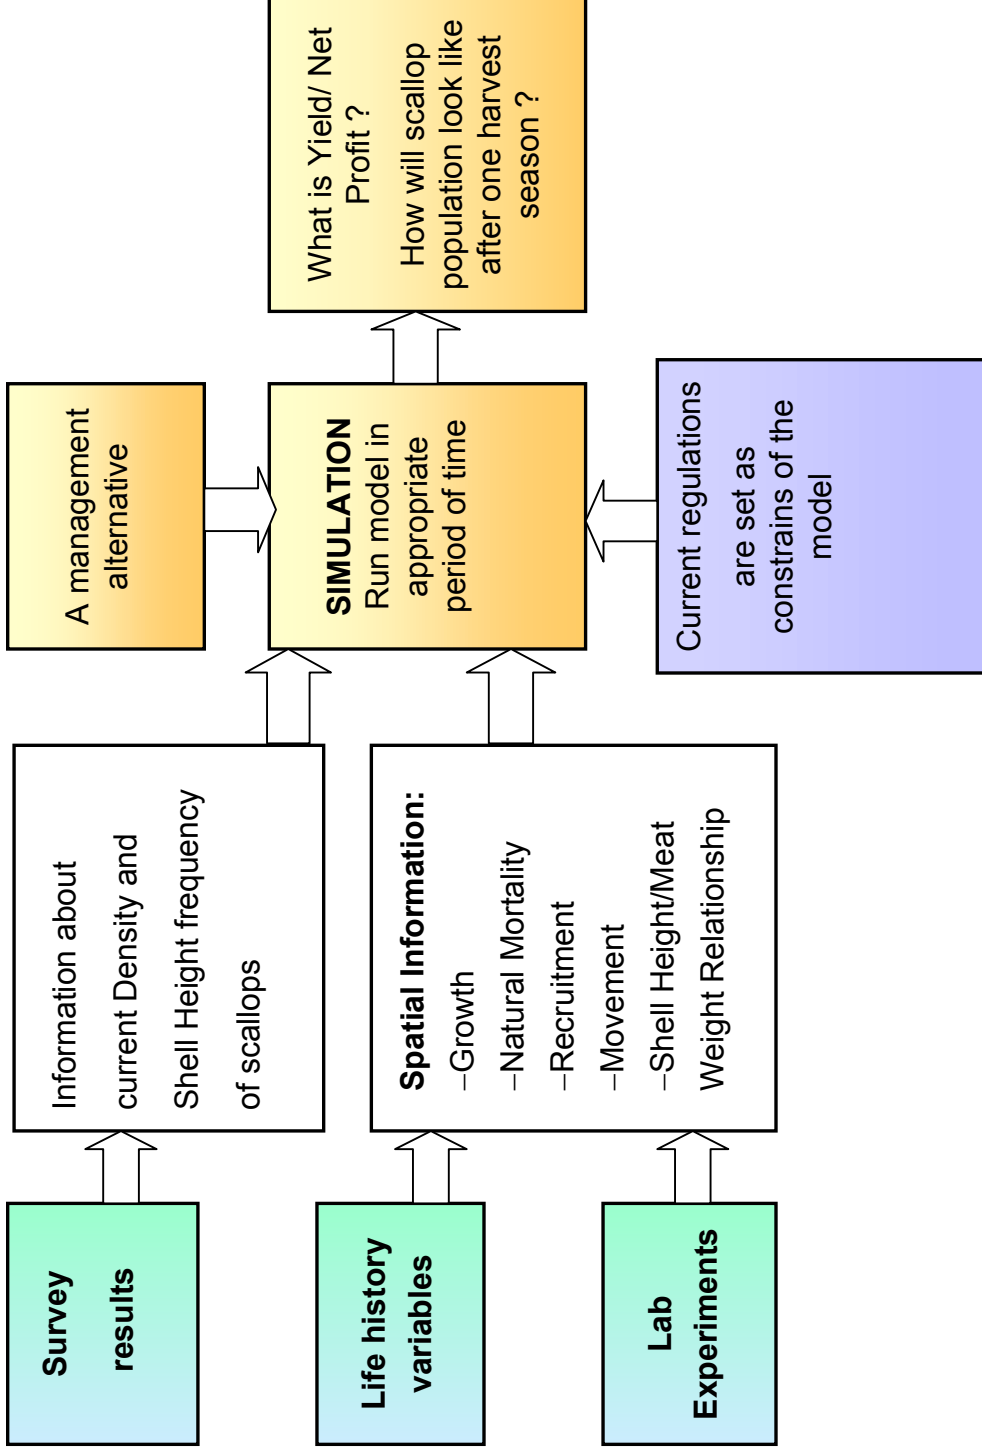 Survey
results
Life history
variables
Lab
Experiments
Information about
current Density and
Shell Height frequency
of scallops
Spatial Information:
–Growth
–Natural Mortality
–Recruitment
–Movement
–Shell Height/Meat
Weight Relationship
A management
alternative
SIMULATION
Run model in
appropriate
period of time
Current regulations
are set as
constrains of the
model
What is Yield/ Net
Profit ?
How will scallop
population look like
after one harvest
season ?